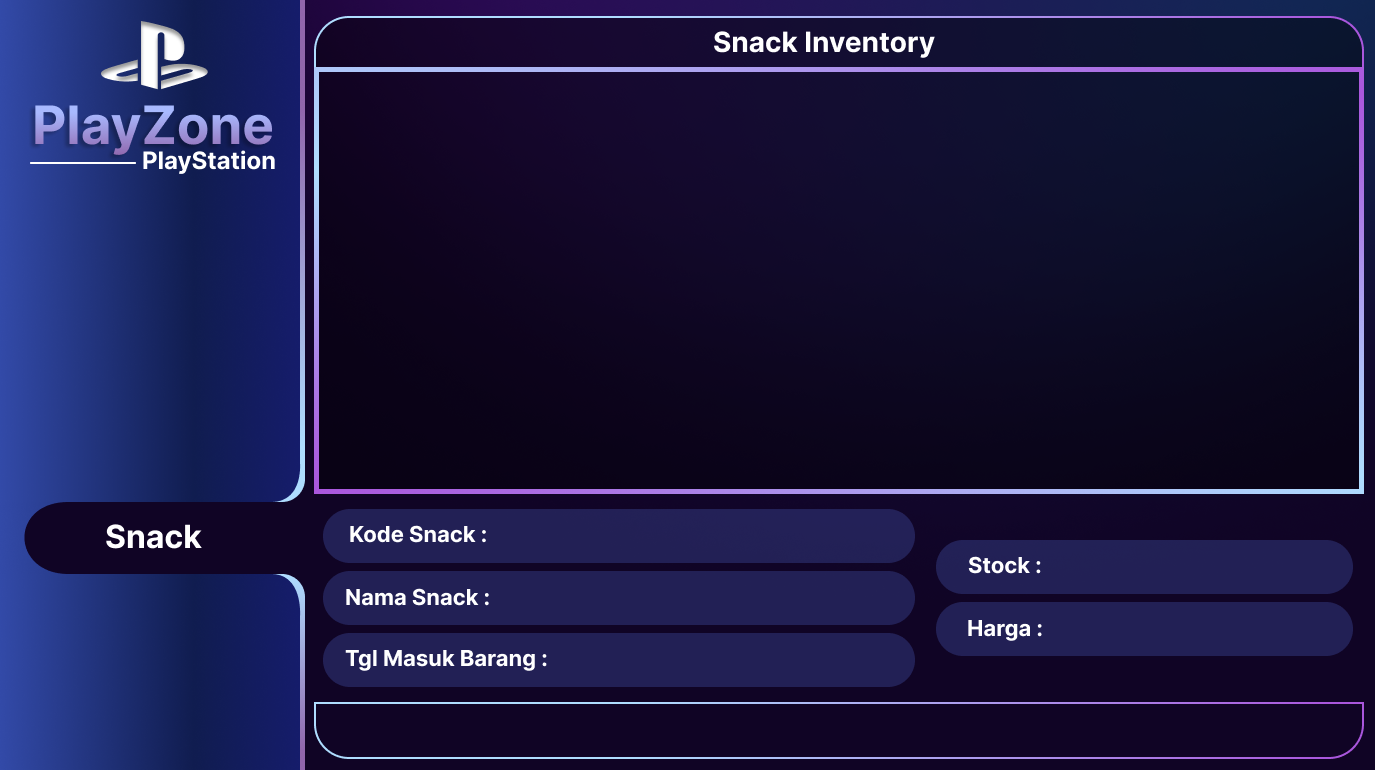 PlayZone
PlayStation
Snack
Snack Inventory
Kode Snack :
Nama Snack :
Tgl Masuk Barang :
Stock :
Harga :